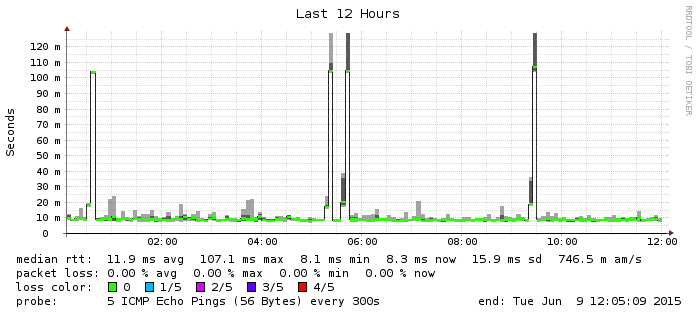 Last 12 Hours
RRDTOOL / TOBI OETIKER
Seconds
120 m
110 m
100 m
90 m
80 m
70 m
60 m
50 m
40 m
30 m
20 m
10 m
0
02:00 04:00 06:00 08:00 10:00 12:00
median rtt: 11.9 ms avg 107.1 ms max 8.1 ms min 8.3 ms now 15.9 ms sd 746.5 m am/s
packet loss: 0.00 % avg 0.00 % max 0.00 % min 0.00 % now
loss color: 0 1/5 2/5 3/5 4/5
probe: 5 ICMP Echo Pings (56 Bytes) every 300s end: Tue Jun 9 12:05:09 2015